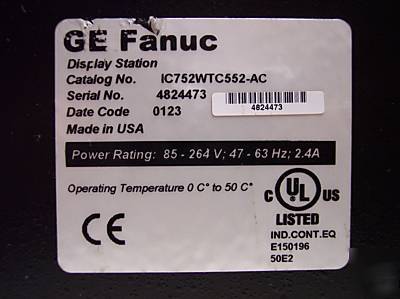 GE Fanuc
Display Station
Catalog No. IC752WTC552-AC
Serial No. 4824473
4824473
Date Code 0123
Made in USA
Power Rating: 85 - 264 V; 47 - 63 Hz; 2.4A
Operating Temperature 0 C° to 50 C°
CE
C UL US
LISTED
IND.CONT.EQ
E150196
50E2